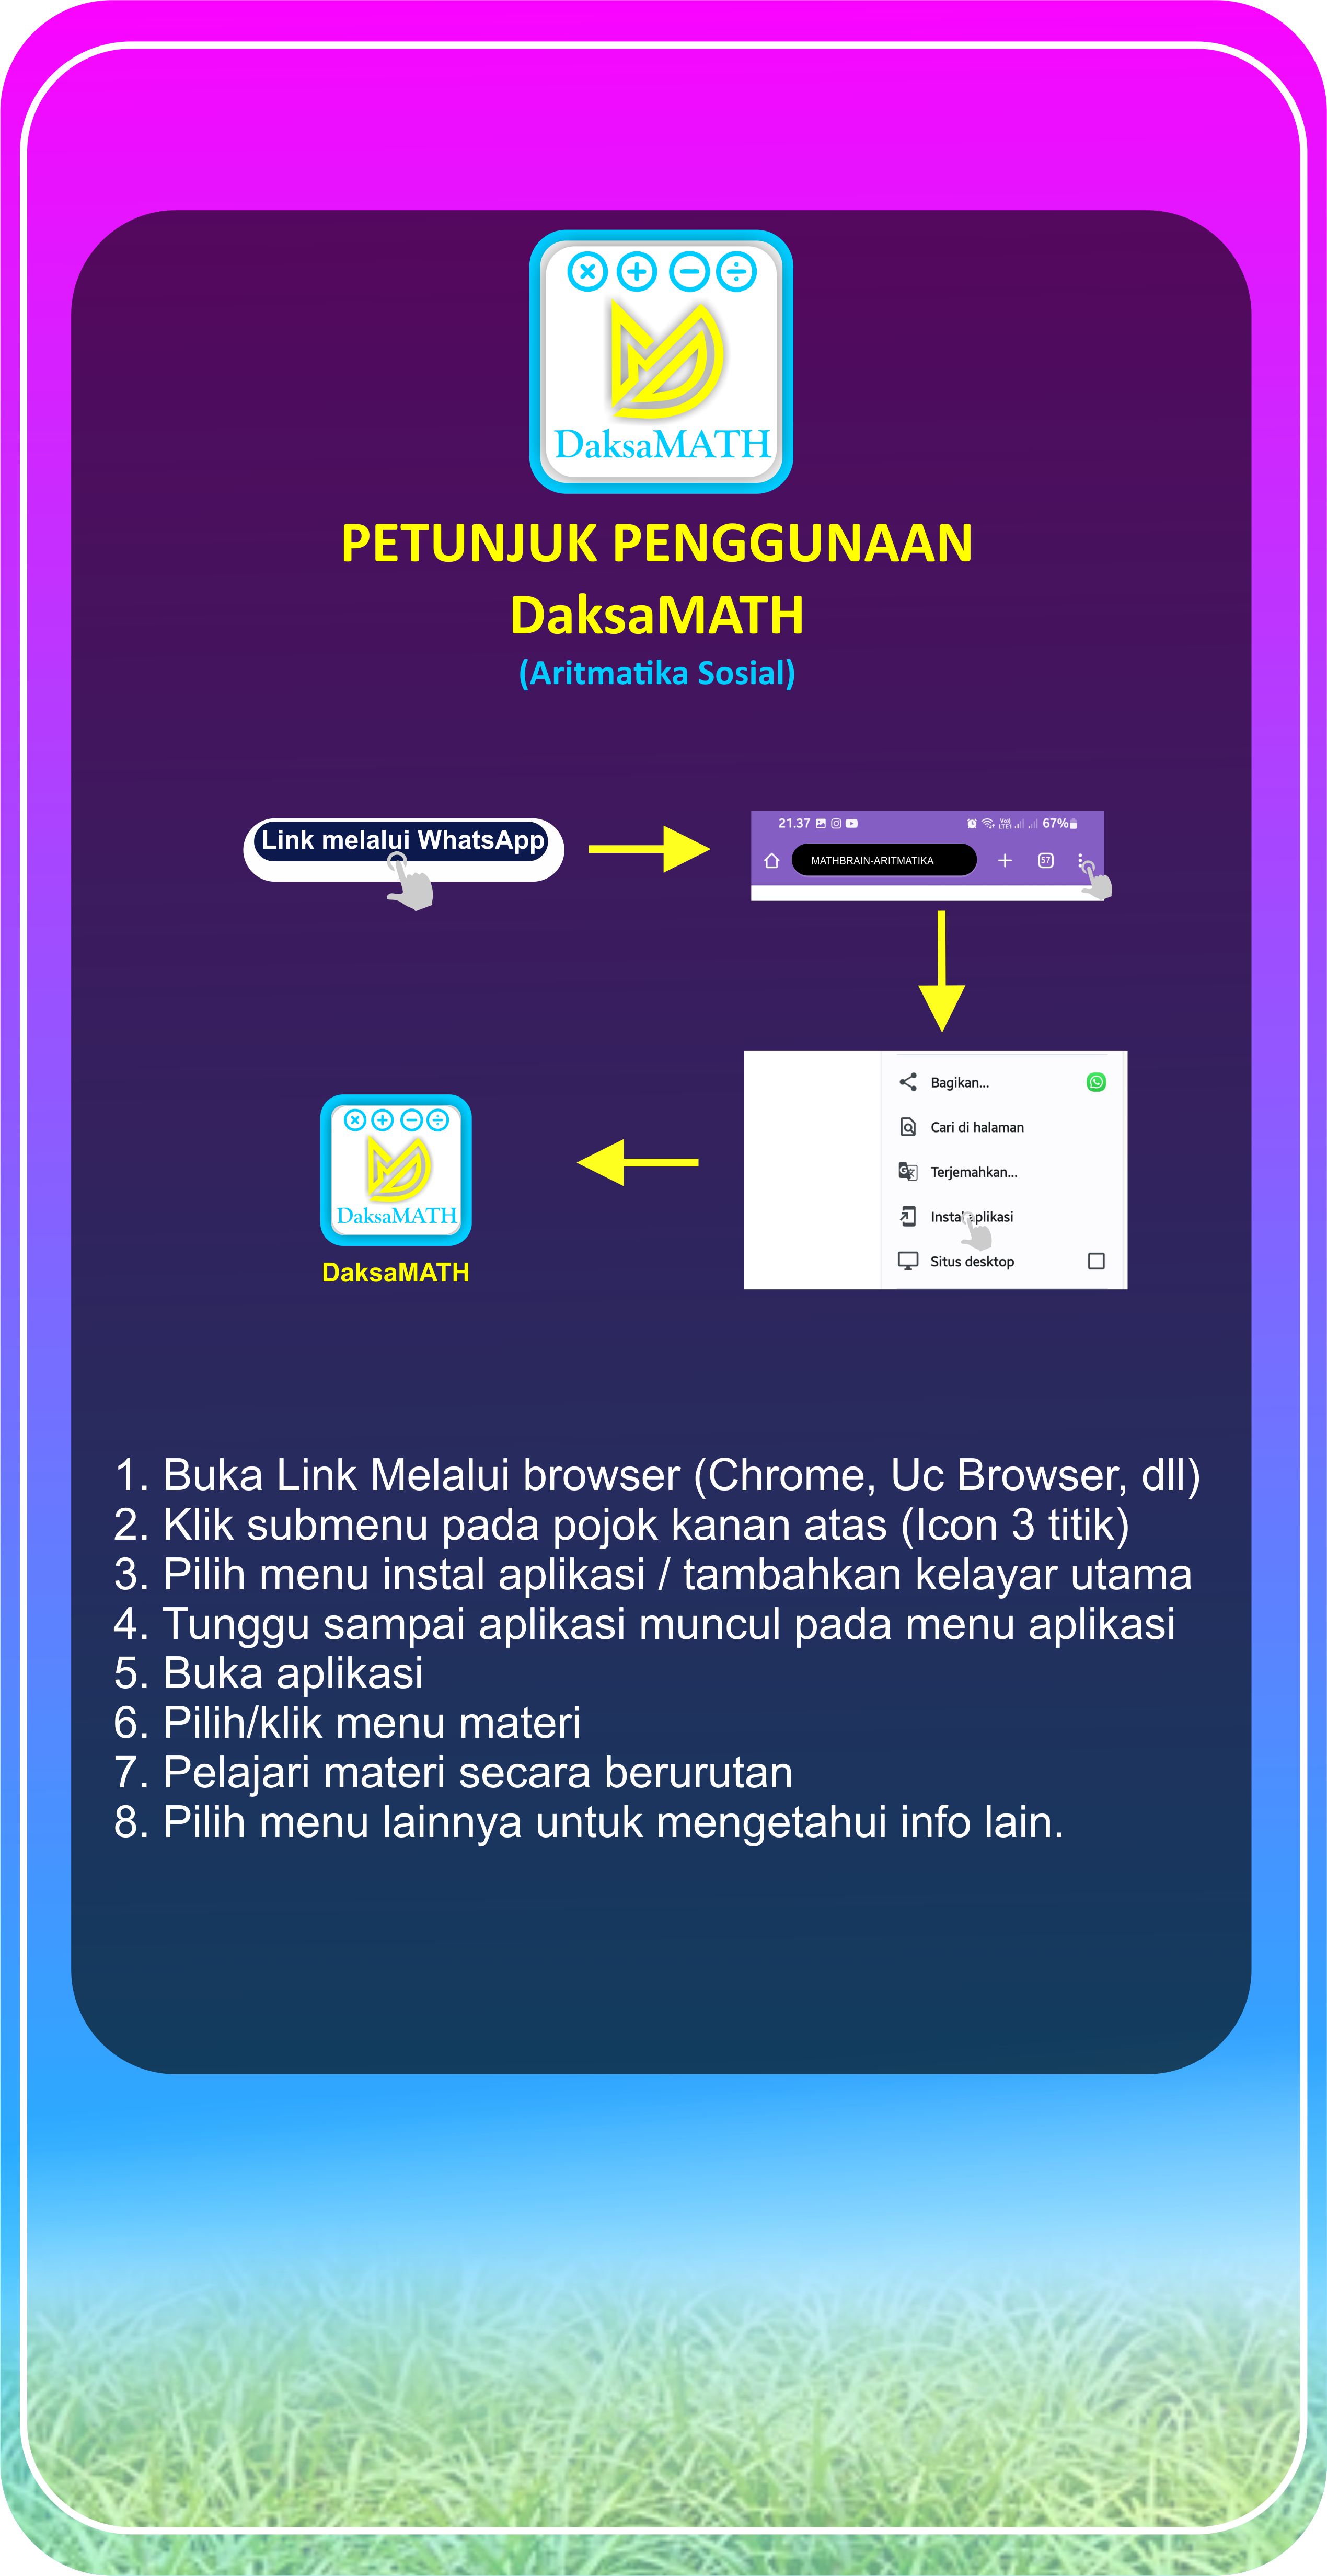 DaksaMATH
PETUNJUK PENGGUNAAN
DaksaMATH
(Aritmatika Sosial)
Link melalui WhatsApp
21.37
67%
MATHBRAIN-ARITMATIKA
57
Bagikan...
Cari di halaman
Terjemahkan...
Instal aplikasi
Situs desktop
DaksaMATH
DaksaMATH
1. Buka Link Melalui browser (Chrome, Uc Browser, dll)
2. Klik submenu pada pojok kanan atas (Icon 3 titik)
3. Pilih menu instal aplikasi / tambahkan kelayar utama
4. Tunggu sampai aplikasi muncul pada menu aplikasi
5. Buka aplikasi
6. Pilih/klik menu materi
7. Pelajari materi secara berurutan
8. Pilih menu lainnya untuk mengetahui info lain.